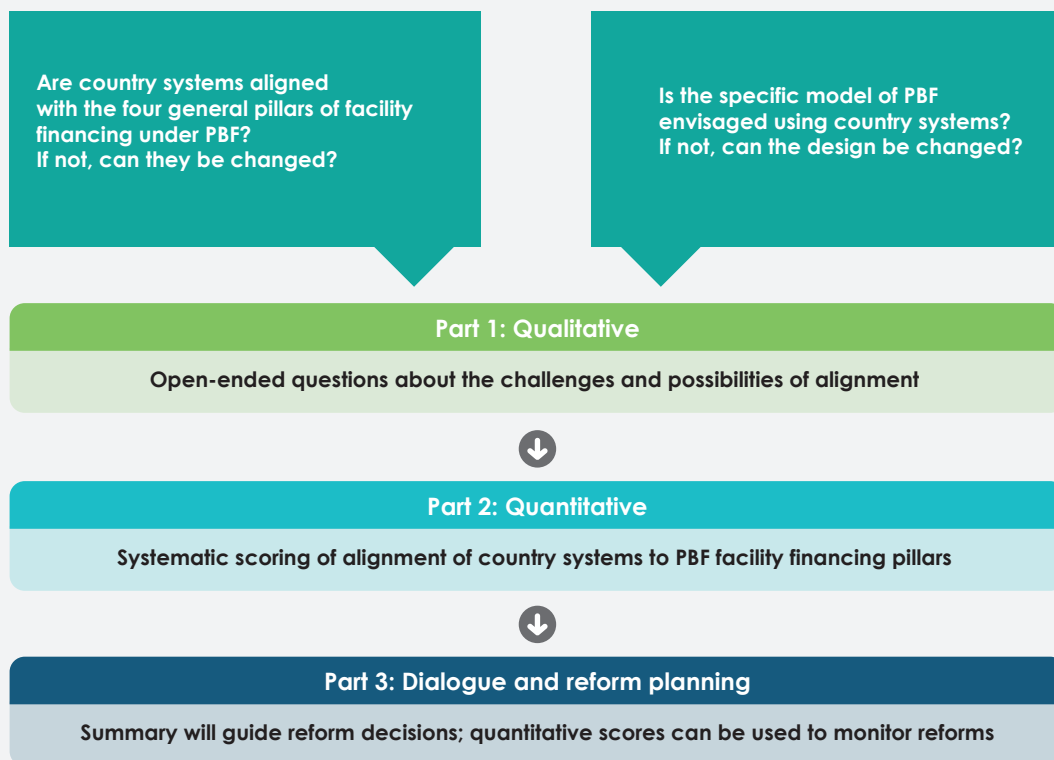 Are country systems aligned
with the four general pillars of facility
financing under PBF?
If not, can they be changed?
Is the specific model of PBF
envisaged using country systems?
If not, can the design be changed?
Part 1: Qualitative
Open-ended questions about the challenges and possibilities of alignment
Part 2: Quantitative
Systematic scoring of alignment of country systems to PBF facility financing pillars
Part 3: Dialogue and reform planning
Summary will guide reform decisions; quantitative scores can be used to monitor reforms